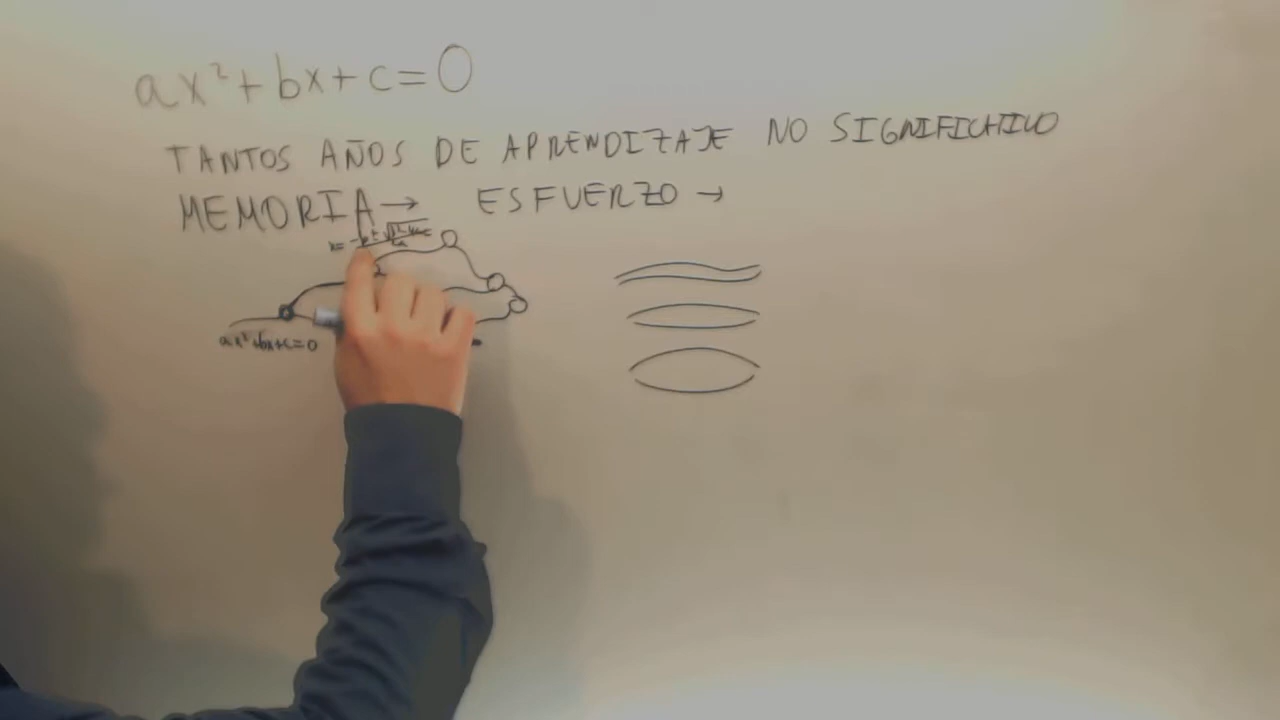 ax²+bx+c=0
TANTOS AÑOS DE APRENDIZAJE NO SIGNIFICATIVO
MEMORIA→ ESFUERZO→
x=
ax²+bx+c=0